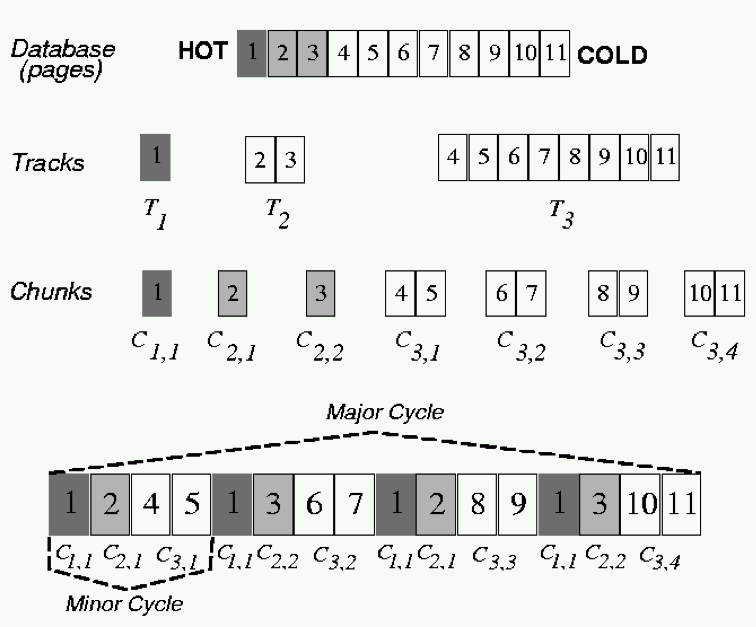 Database (pages) HOT 1 2 3 4 5 6 7 8 9 10 11 COLD
Tracks 1 2 3 4 5 6 7 8 9 10 11
T1 T2 T3
Chunks 1 2 3 4 5 6 7 8 9 10 11
C1,1 C2,1 C2,2 C3,1 C3,2 C3,3 C3,4
Major Cycle
1 2 4 5 1 3 6 7 1 2 8 9 1 3 10 11
C1,1 C2,1 C3,1 C1,1 C2,2 C3,2 C1,1 C2,1 C3,3 C1,1 C2,2 C3,4
Minor Cycle